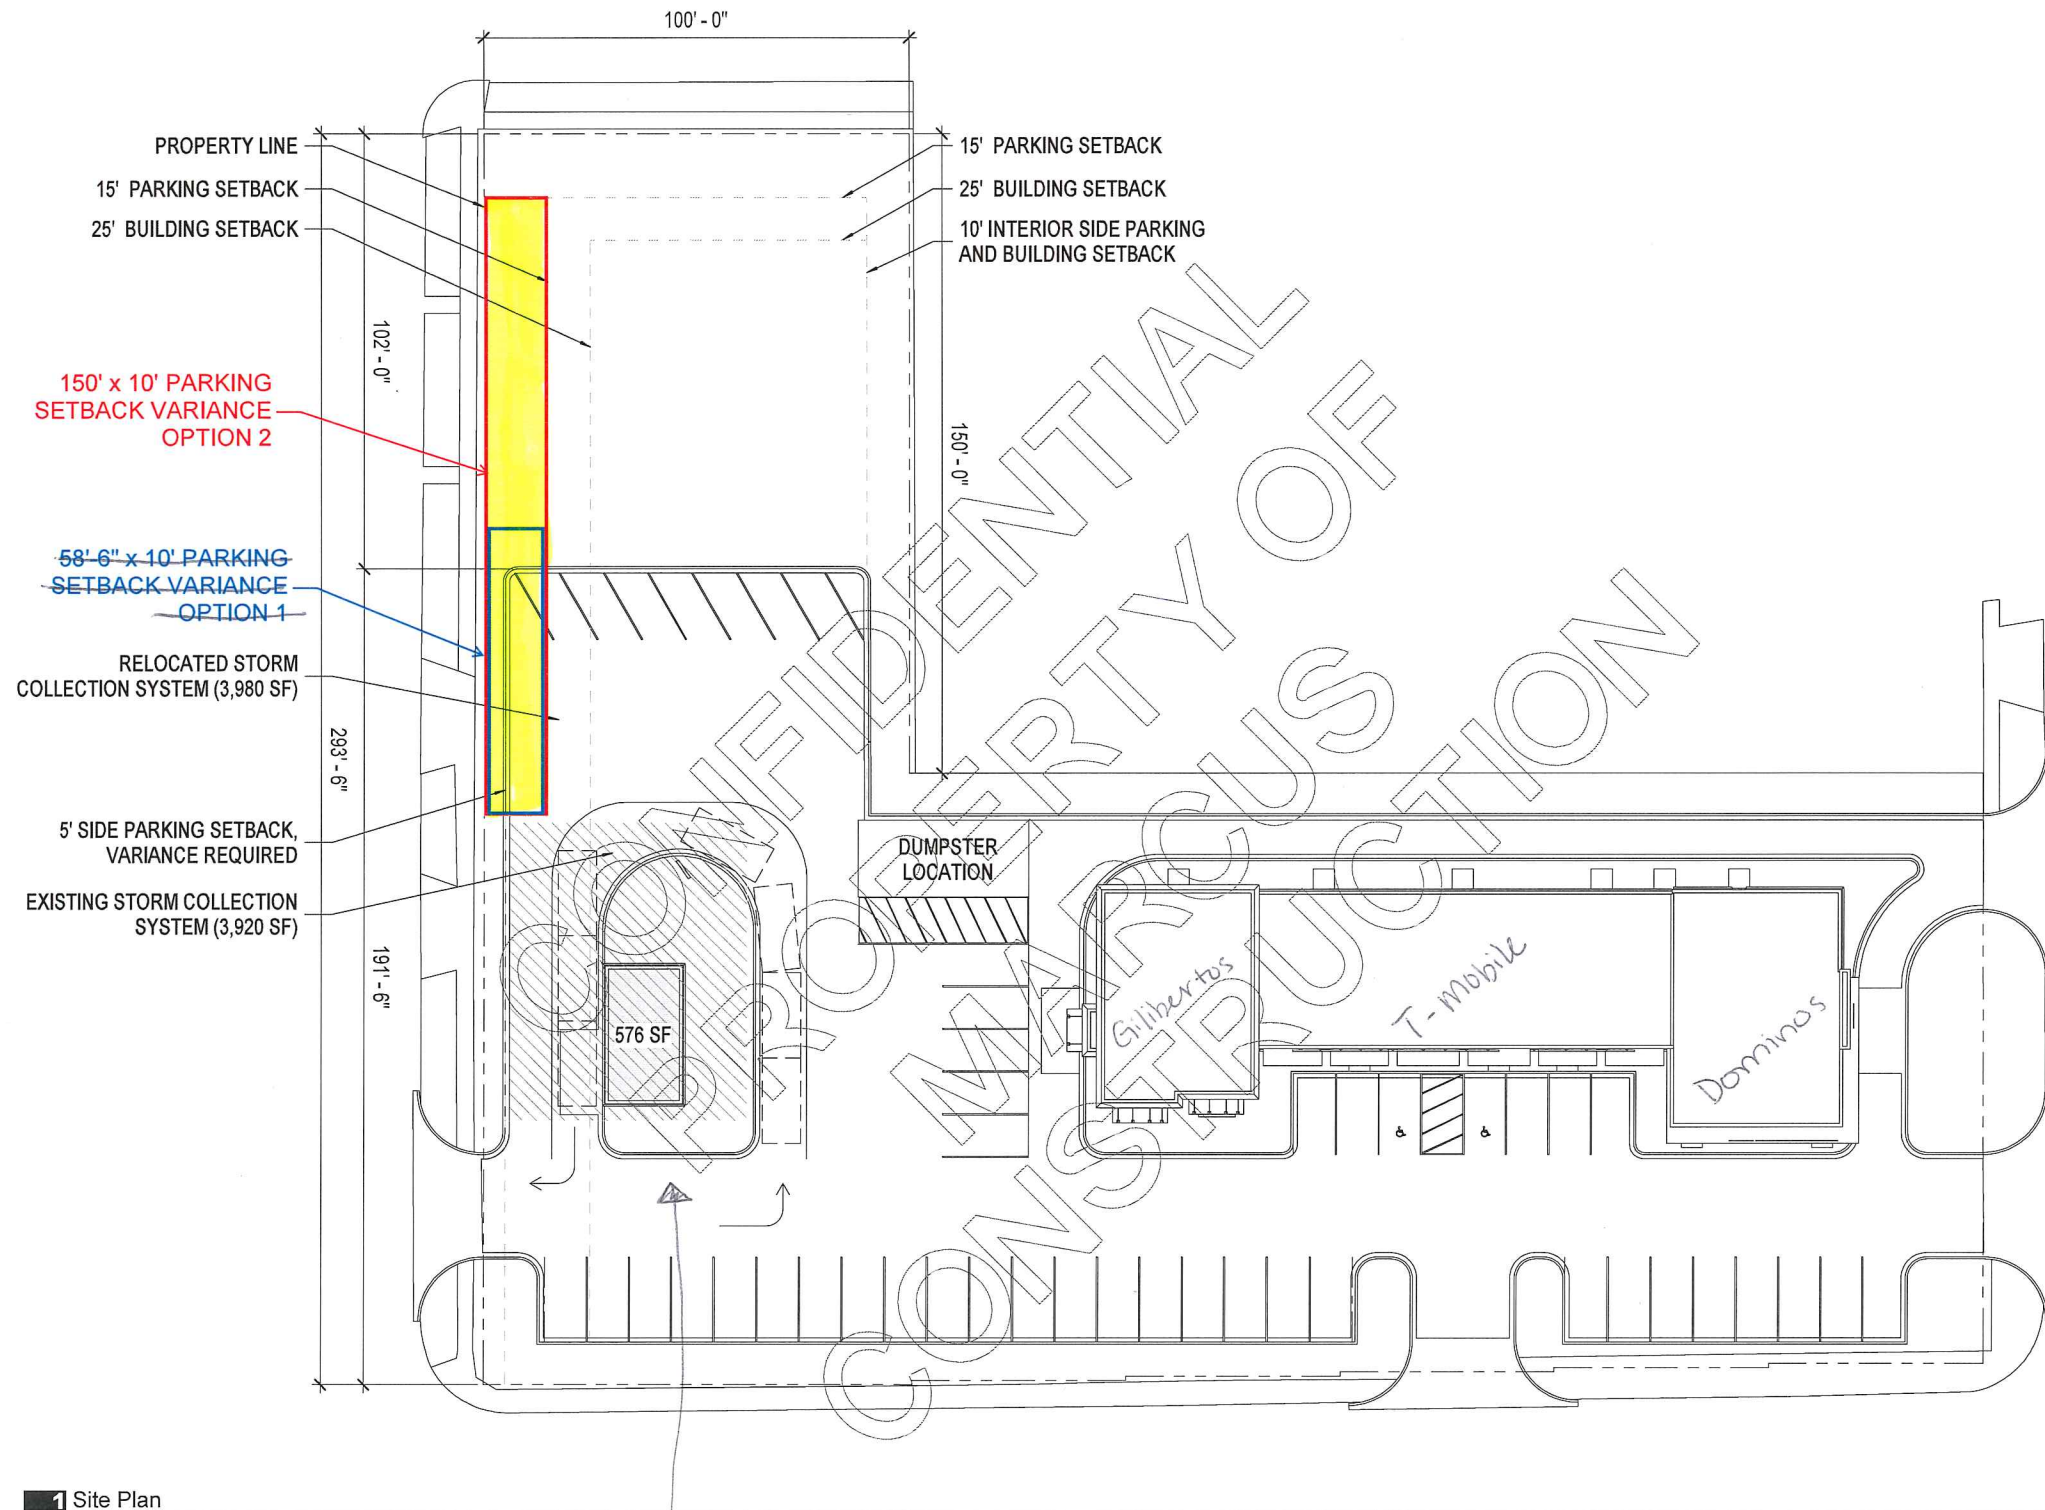 100' - 0"
PROPERTY LINE
15' PARKING SETBACK
25' BUILDING SETBACK
15' PARKING SETBACK
25' BUILDING SETBACK
10' INTERIOR SIDE PARKING
AND BUILDING SETBACK
102' - 0"
150' x 10' PARKING
SETBACK VARIANCE
OPTION 2
150' - 0"
58'-6" x 10' PARKING
SETBACK VARIANCE
OPTION 1
RELOCATED STORM
COLLECTION SYSTEM (3,980 SF)
293' - 6"
5' SIDE PARKING SETBACK,
VARIANCE REQUIRED
EXISTING STORM COLLECTION
SYSTEM (3,920 SF)
191' - 6"
DUMPSTER
LOCATION
576 SF
Gilibertos
T-Mobile
Dominos
CONFIDENTIAL
PROPERTY OF
MARCUS
CONSTRUCTION
1 Site Plan